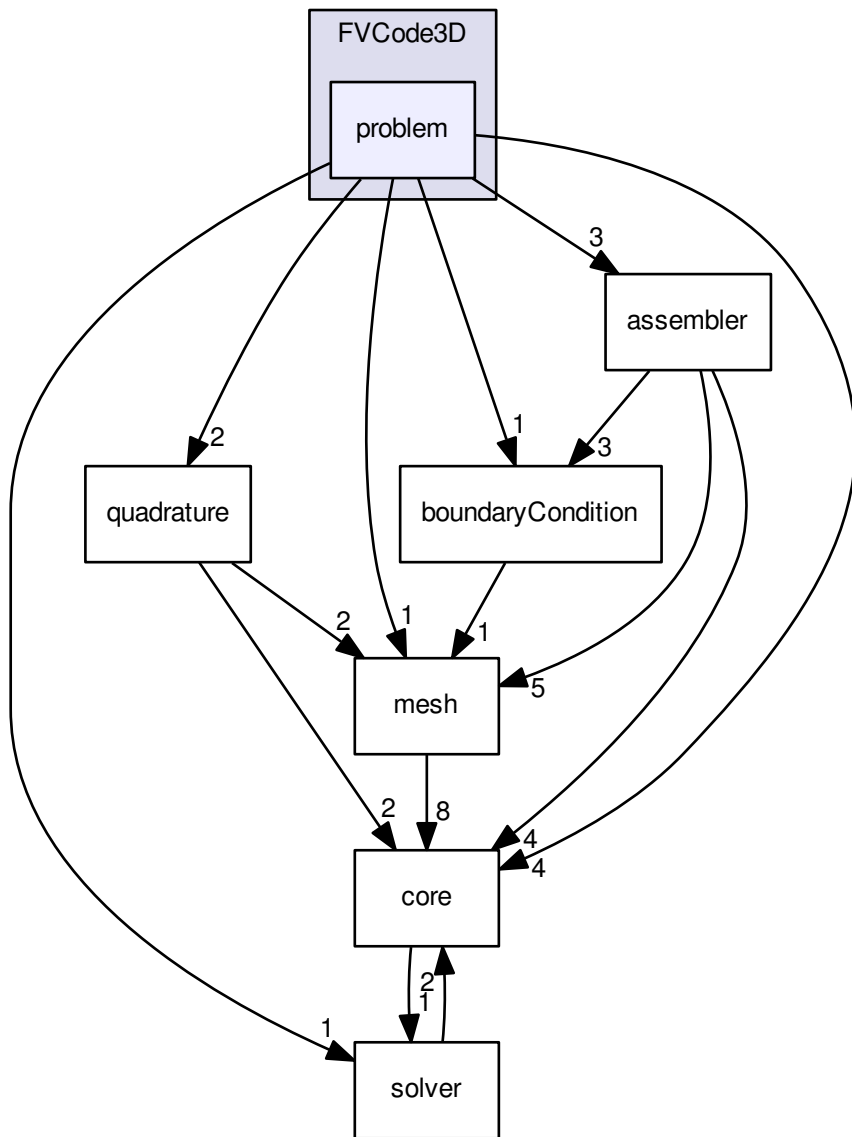 FVCode3D
problem
3
assembler
2
1
3
quadrature
boundaryCondition
2
1
1
mesh
5
2
8
4
4
core
2
1
1
solver